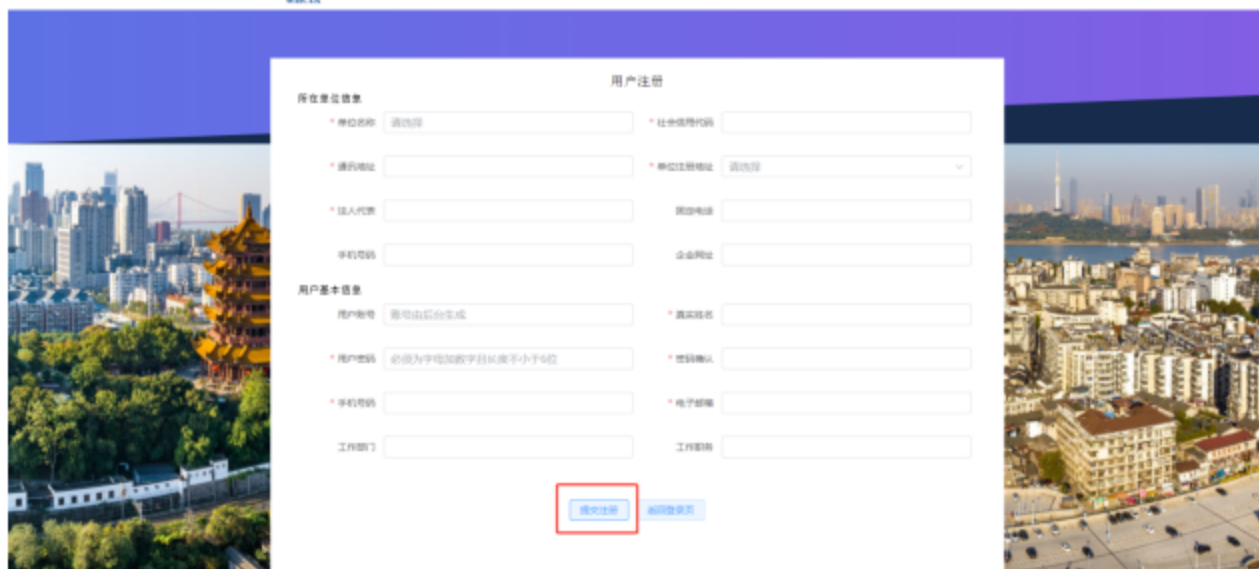 用户注册
所在单位信息
* 单位名称 请选择 * 社会信用代码
* 通讯地址 * 单位注册地址 请选择
* 法人代表 固定电话
手机号码 企业网址
用户基本信息
用户账号 账号由后台生成 * 真实姓名
* 用户密码 必须为字母加数字且长度不小于6位 * 密码确认
* 手机号码 * 电子邮箱
工作部门 工作职务
提交注册 返回登录页